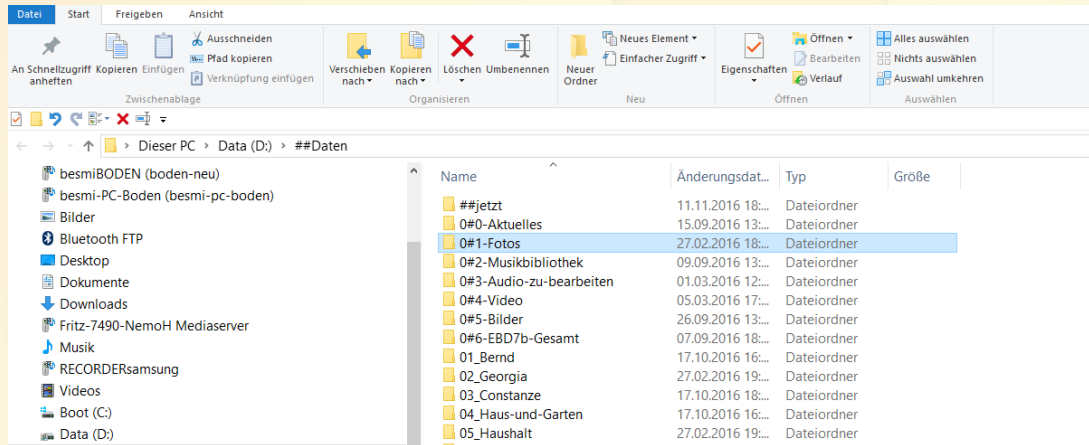 Datei Start Freigeben Ansicht
An Schnellzugriff anheften
Kopieren
Einfügen
Ausschneiden
Pfad kopieren
Verknüpfung einfügen
Zwischenablage
Verschieben nach
Kopieren nach
Löschen
Umbenennen
Organisieren
Neuer Ordner
Neues Element
Einfacher Zugriff
Neu
Eigenschaften
Öffnen
Bearbeiten
Verlauf
Öffnen
Alles auswählen
Nichts auswählen
Auswahl umkehren
Auswählen
Dieser PC > Data (D:) > ##Daten
besmiBODEN (boden-neu)
besmi-PC-Boden (besmi-pc-boden)
Bilder
Bluetooth FTP
Desktop
Dokumente
Downloads
Fritz-7490-NemoH Mediaserver
Musik
RECORDERsamsung
Videos
Boot (C:)
Data (D:)
Name Änderungsdat... Typ Größe
##jetzt 11.11.2016 18:... Dateiordner
0#0-Aktuelles 15.09.2016 13:... Dateiordner
0#1-Fotos 27.02.2016 18:... Dateiordner
0#2-Musikbibliothek 09.09.2016 13:... Dateiordner
0#3-Audio-zu-bearbeiten 01.03.2016 12:... Dateiordner
0#4-Video 05.03.2016 17:... Dateiordner
0#5-Bilder 26.09.2016 13:... Dateiordner
0#6-EBD7b-Gesamt 07.09.2016 18:... Dateiordner
01_Bernd 17.10.2016 16:... Dateiordner
02_Georgia 27.02.2016 19:... Dateiordner
03_Constanze 17.10.2016 18:... Dateiordner
04_Haus-und-Garten 17.10.2016 16:... Dateiordner
05_Haushalt 27.02.2016 19:... Dateiordner